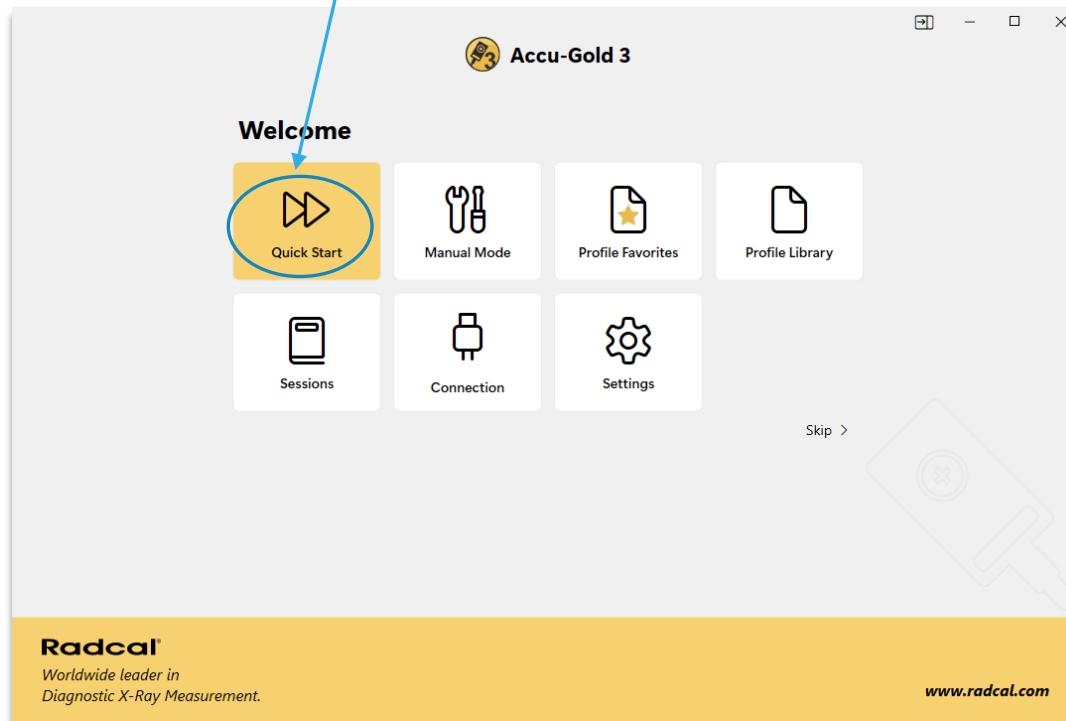 Accu-Gold 3
Welcome
Quick Start
Manual Mode
Profile Favorites
Profile Library
Sessions
Connection
Settings
Skip >
Radcal®
Worldwide leader in
Diagnostic X-Ray Measurement.
www.radcal.com